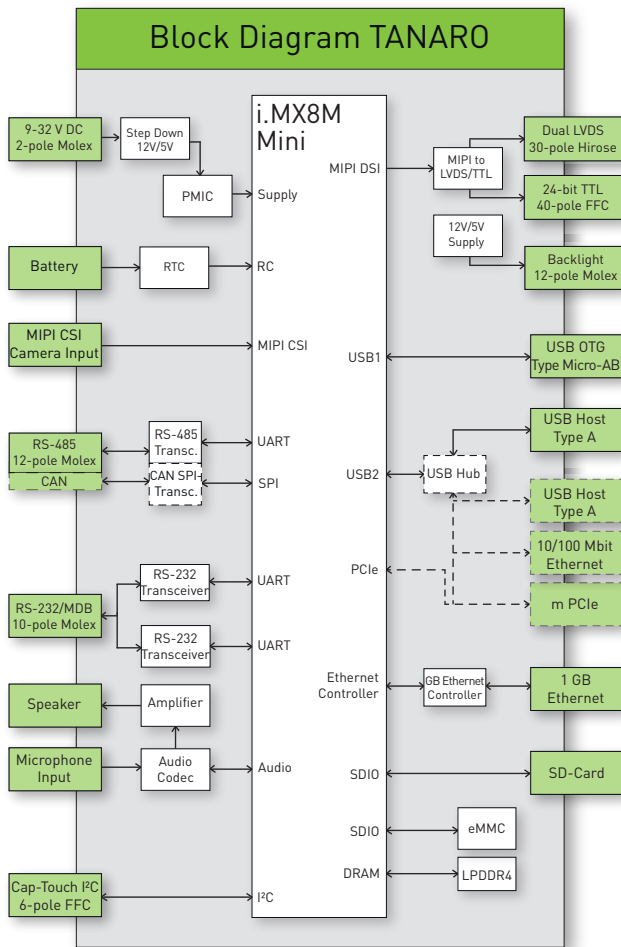 Block Diagram TANARO
i.MX8M
Mini
9-32 V DC
2-pole Molex
Step Down
12V/5V
PMIC
Supply
Battery
RTC
RC
MIPI CSI
Camera Input
MIPI CSI
RS-485
12-pole Molex
RS-485
Transc.
UART
CAN
CAN SPI-
Transc.
SPI
RS-232/MDB
10-pole Molex
RS-232
Transceiver
UART
RS-232
Transceiver
UART
Speaker
Amplifier
Microphone
Input
Audio
Codec
Audio
Cap-Touch I²C
6-pole FFC
I²C
MIPI DSI
MIPI to
LVDS/TTL
Dual LVDS
30-pole Hirose
24-bit TTL
40-pole FFC
12V/5V
Supply
Backlight
12-pole Molex
USB1
USB OTG
Type Micro-AB
USB2
USB Hub
USB Host
Type A
USB Host
Type A
10/100 Mbit
Ethernet
PCIe
m PCIe
Ethernet
Controller
GB Ethernet
Controller
1 GB
Ethernet
SDIO
SD-Card
SDIO
eMMC
DRAM
LPDDR4